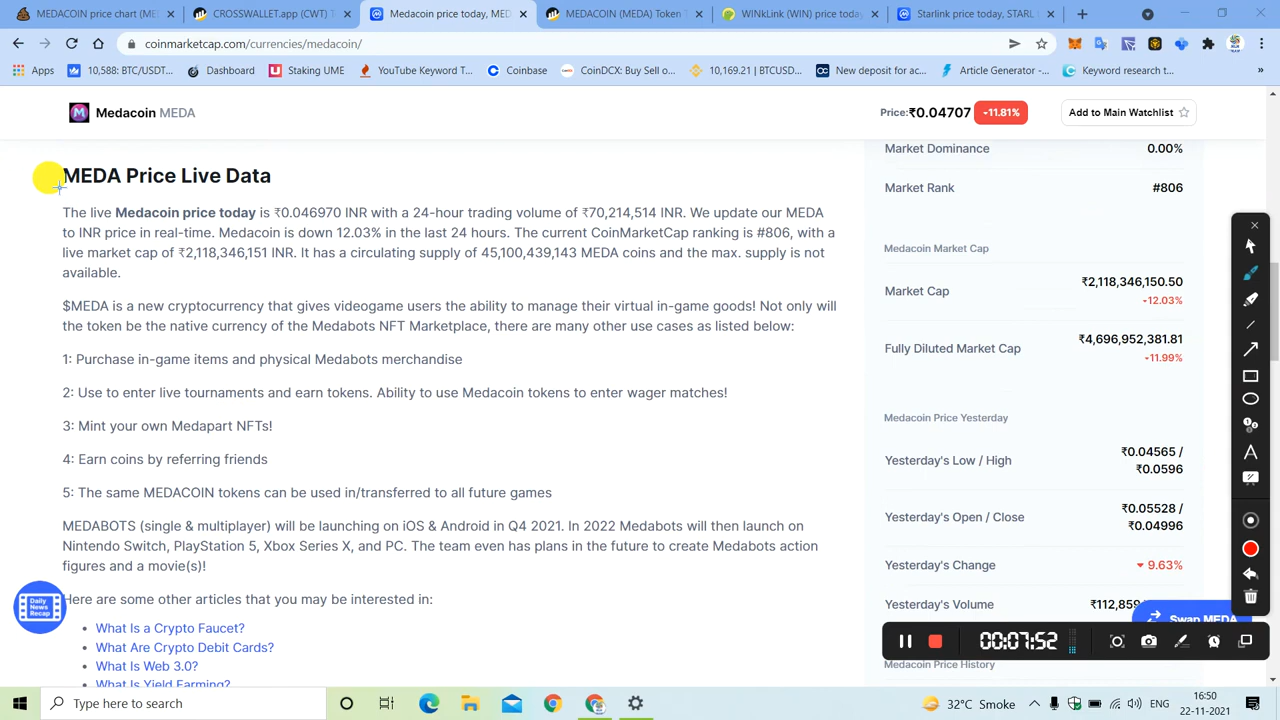 MEDACOIN (ME
CROSSWALLET (CWT)
Medacoin price today, MED
MEDACOIN (MEDA) Token T
WINKLink (WIN) price today
Starlink price today, STARL
coinmarketcap.com/currencies/medacoin/
Apps
10,588: BTC/USDT...
Dashboard
Staking UME
YouTube Keyword T...
Coinbase
CoinDCX: Buy Sell o...
10,169.21 | BTCUSD...
New deposit for ac...
Article Generator -...
Keyword research t...
»
Medacoin MEDA
Price: ₹0.04707 -11.81%
Add to Main Watchlist
MEDA Price Live Data
The live Medacoin price today is ₹0.046970 INR with a 24-hour trading volume of ₹70,214,514 INR. We update our MEDA
to INR price in real-time. Medacoin is down 12.03% in the last 24 hours. The current CoinMarketCap ranking is #806, with a
live market cap of ₹2,118,346,151 INR. It has a circulating supply of 45,100,439,143 MEDA coins and the max. supply is not
available.
$MEDA is a new cryptocurrency that gives videogame users the ability to manage their virtual in-game goods! Not only will
the token be the native currency of the Medabots NFT Marketplace, there are many other use cases as listed below:
1: Purchase in-game items and physical Medabots merchandise
2: Use to enter live tournaments and earn tokens. Ability to use Medacoin tokens to enter wager matches!
3: Mint your own Medapart NFTs!
4: Earn coins by referring friends
5: The same MEDACOIN tokens can be used in/transferred to all future games
MEDABOTS (single & multiplayer) will be launching on iOS & Android in Q4 2021. In 2022 Medabots will then launch on
Nintendo Switch, PlayStation 5, Xbox Series X, and PC. The team even has plans in the future to create Medabots action
figures and a movie(s)!
Here are some other articles that you may be interested in:
What Is a Crypto Faucet?
What Are Crypto Debit Cards?
What Is Web 3.0?
What Is Yield Farming?
Daily
News
Recap
Market Dominance 0.00%
Market Rank #806
Medacoin Market Cap
Market Cap ₹2,118,346,150.50
-12.03%
Fully Diluted Market Cap ₹4,696,952,381.81
-11.99%
Medacoin Price Yesterday
Yesterday's Low / High ₹0.04565 /
₹0.0596
Yesterday's Open / Close ₹0.05528 /
₹0.04996
Yesterday's Change 9.63%
Yesterday's Volume ₹112,859
Swap MEDA
00:07:52
Medacoin Price History
Type here to search
32°C Smoke
ENG
16:50
22-11-2021